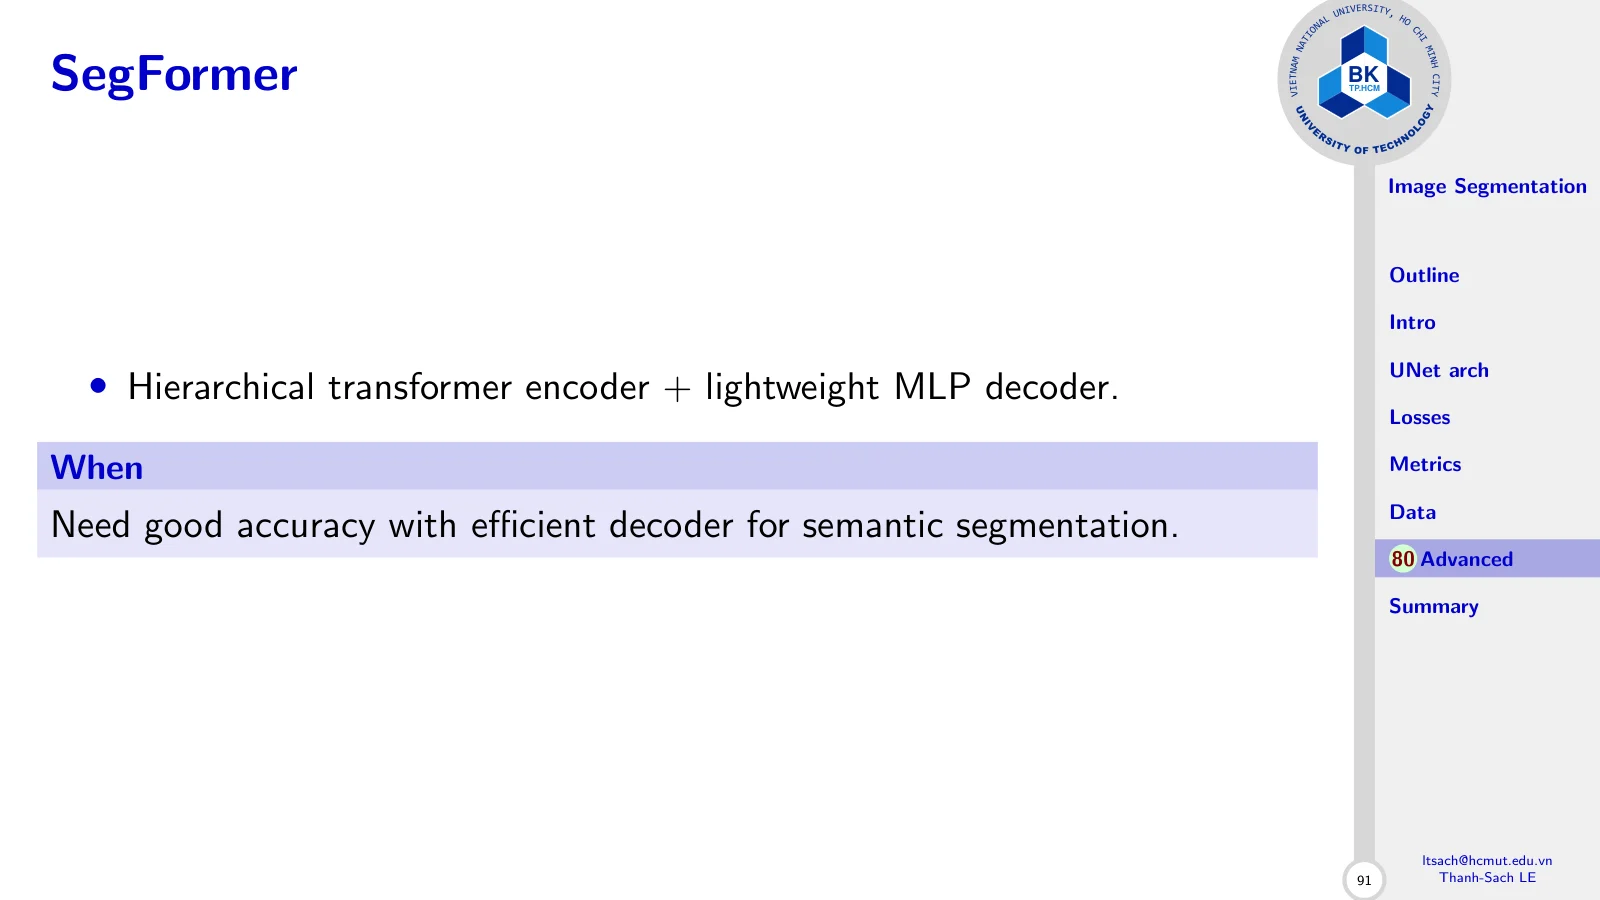 SegFormer
• Hierarchical transformer encoder + lightweight MLP decoder.
When
Need good accuracy with efficient decoder for semantic segmentation.
VIETNAM NATIONAL UNIVERSITY, HO CHI MINH CITY
BK
TP.HCM
UNIVERSITY OF TECHNOLOGY
Image Segmentation
Outline
Intro
UNet arch
Losses
Metrics
Data
80 Advanced
Summary
ltsach@hcmut.edu.vn
Thanh-Sach LE
91